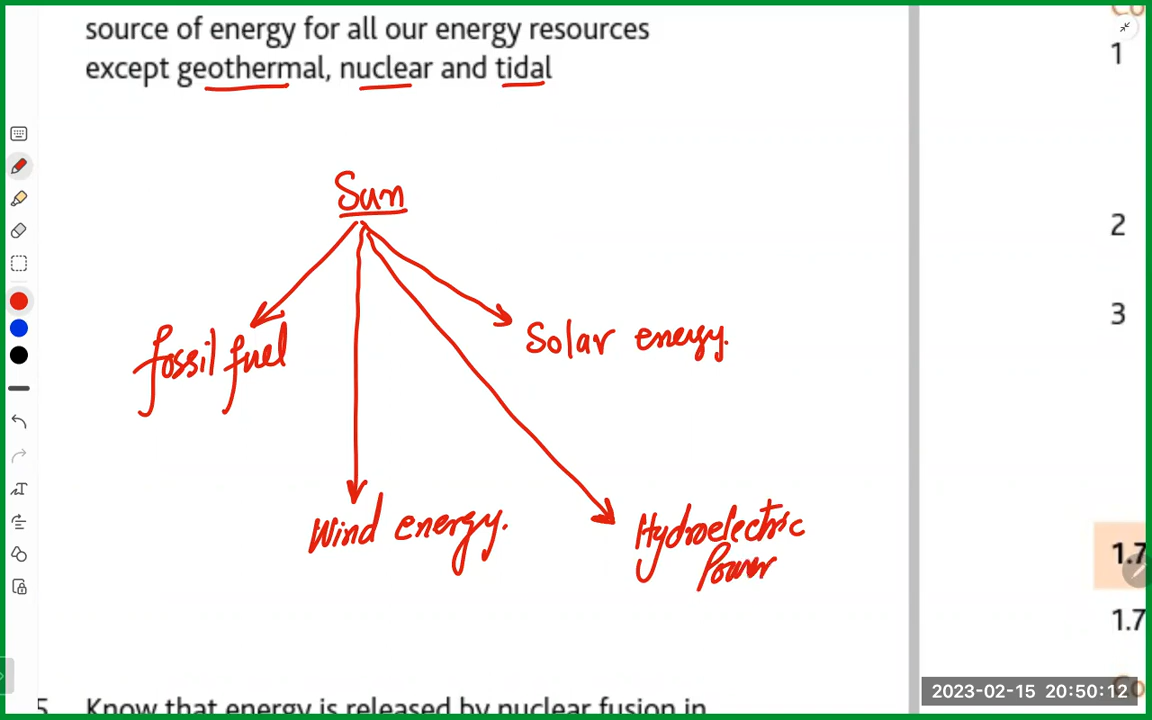 source of energy for all our energy resources
except geothermal, nuclear and tidal
1
Sun
2
3
fossil fuel
Solar energy.
Wind energy.
Hydroelectric
Power
1.7
1.7
2023-02-15 20:50:12
5 Know that energy is released by nuclear fusion in